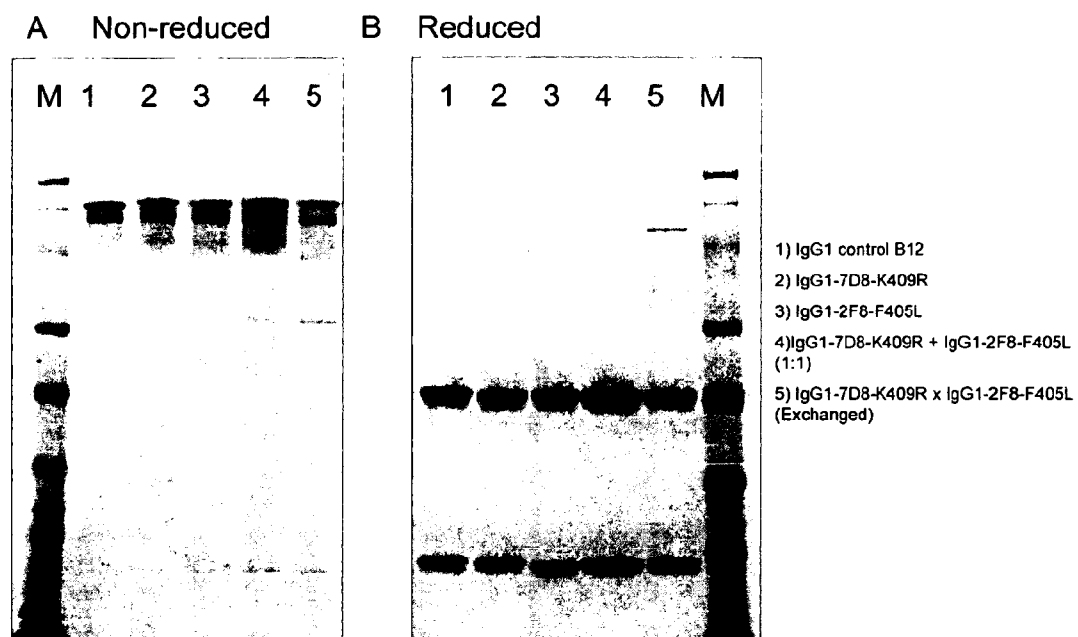 A Non-reduced
B Reduced
M 1 2 3 4 5
1 2 3 4 5 M
1) IgG1 control B12
2) IgG1-7D8-K409R
3) IgG1-2F8-F405L
4)IgG1-7D8-K409R + IgG1-2F8-F405L
(1:1)
5) IgG1-7D8-K409R x IgG1-2F8-F405L
(Exchanged)